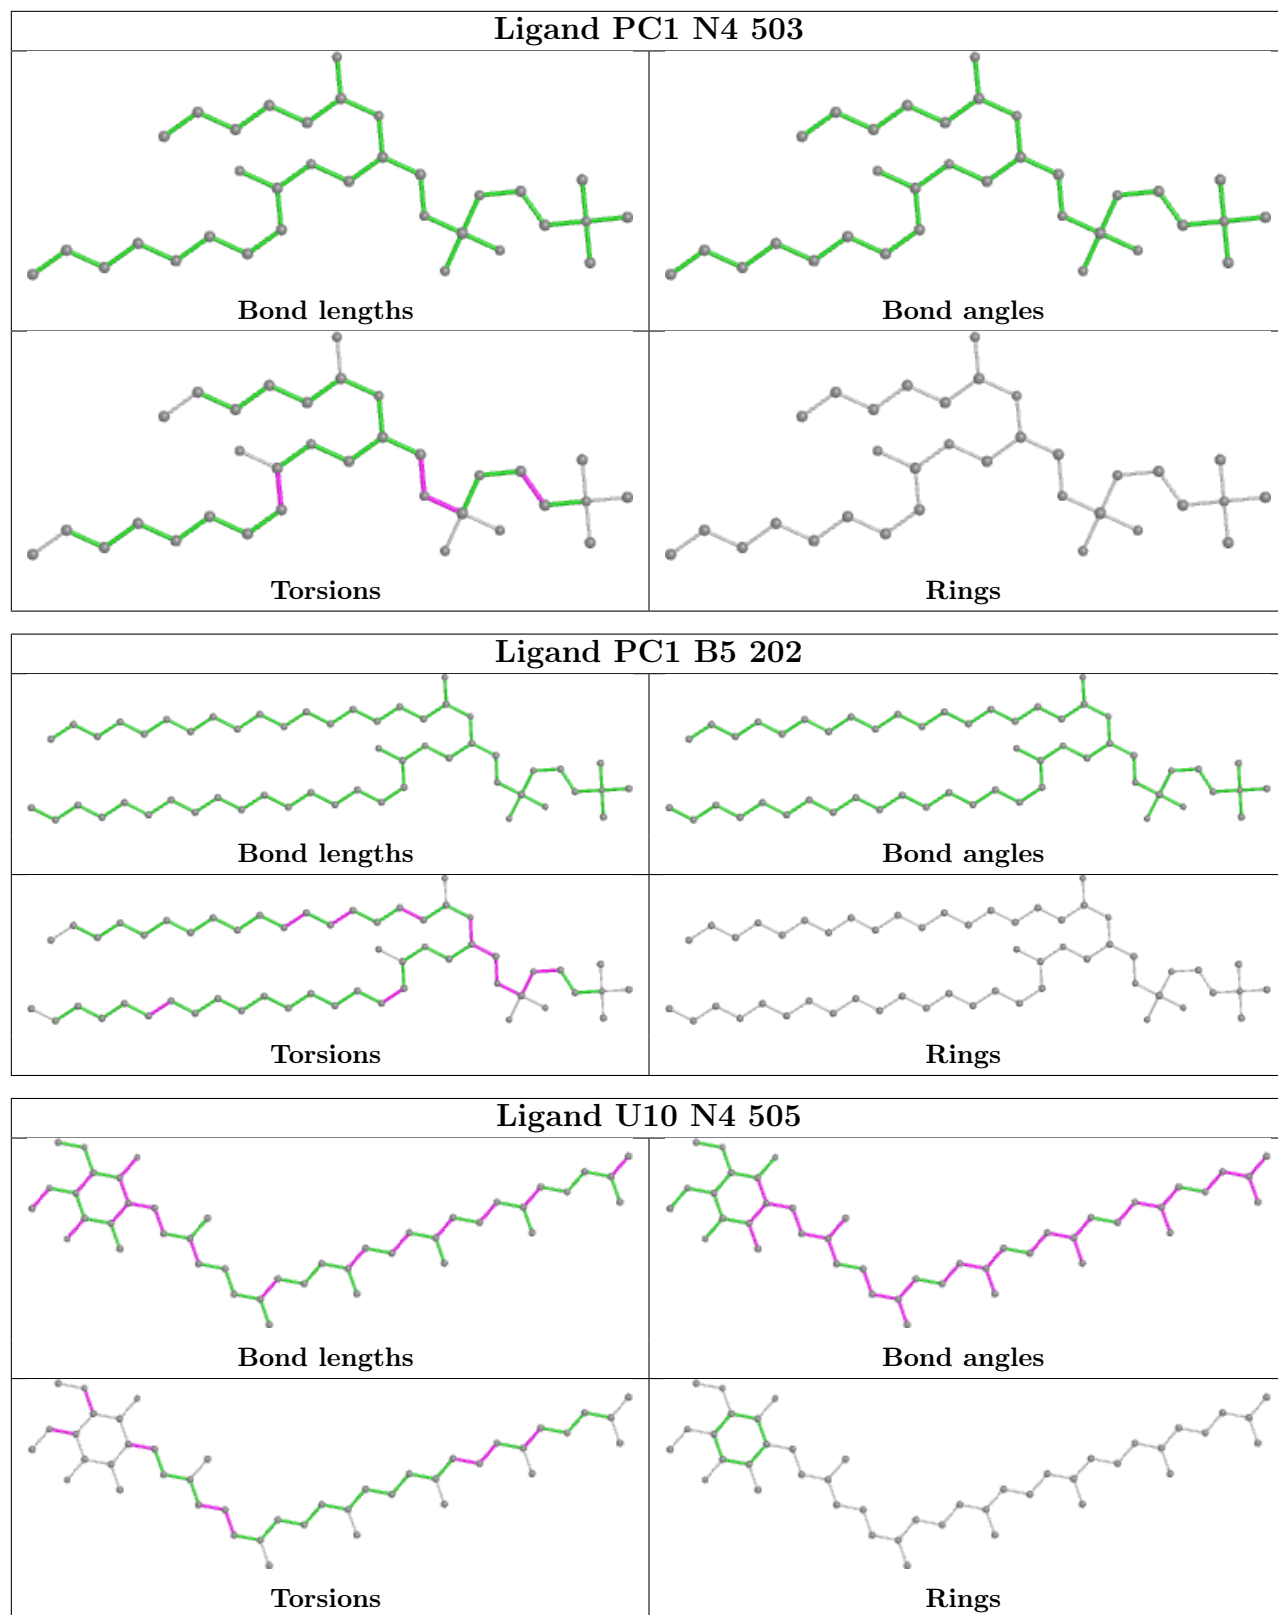 Ligand PC1 N4 503
Bond lengths
Bond angles
Torsions
Rings
Ligand PC1 B5 202
Bond lengths
Bond angles
Torsions
Rings
Ligand U10 N4 505
Bond lengths
Bond angles
Torsions
Rings